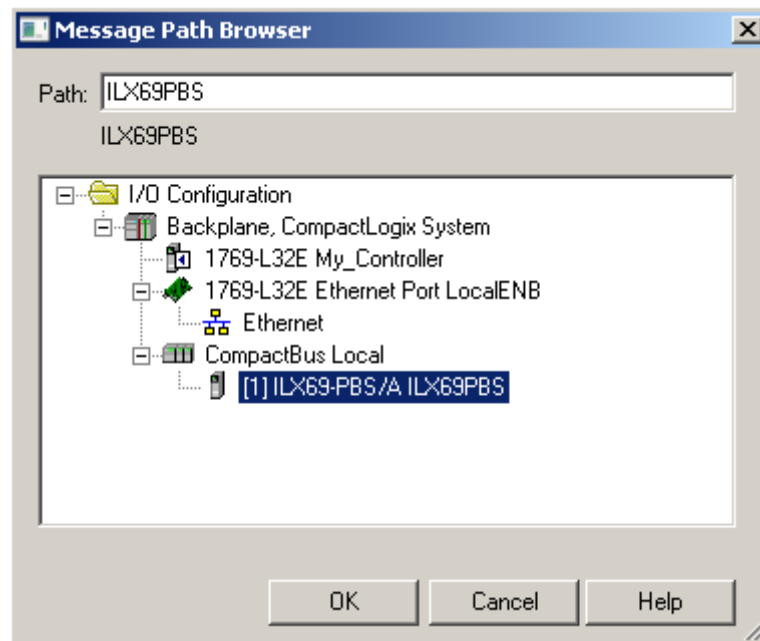 Message Path Browser
Path: ILX69PBS
ILX69PBS
I/O Configuration
Backplane, CompactLogix System
1769-L32E My_Controller
1769-L32E Ethernet Port LocalENB
Ethernet
CompactBus Local
[1] ILX69-PBS/A ILX69PBS
OK Cancel Help